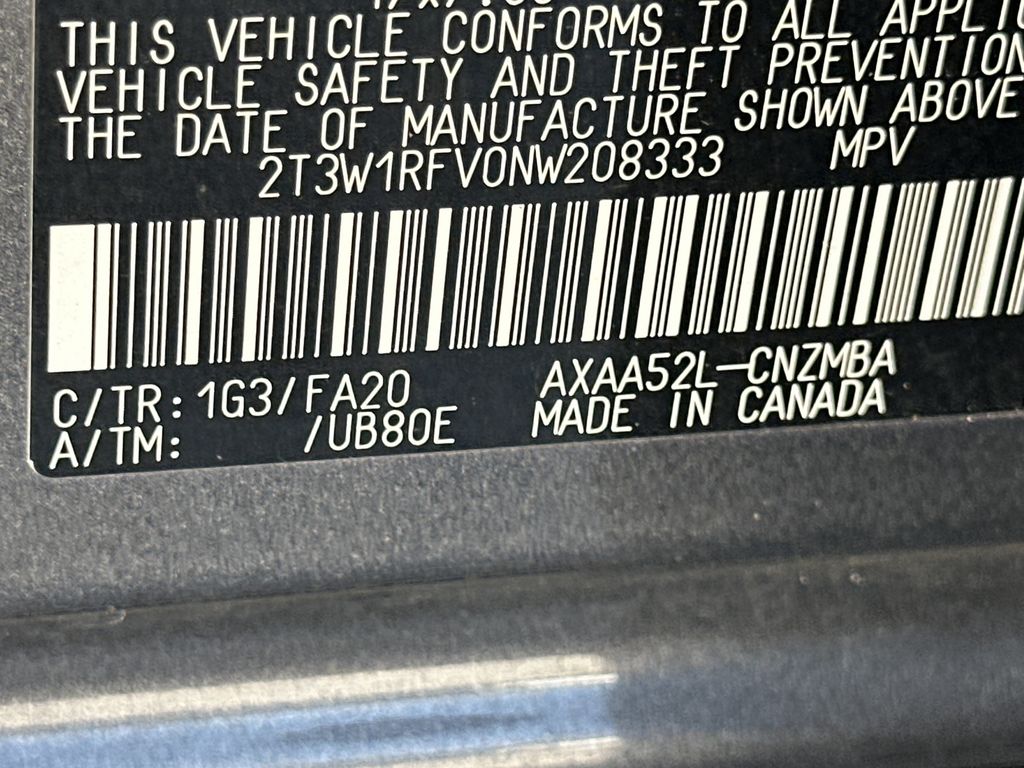 THIS VEHICLE CONFORMS TO ALL
VEHICLE SAFETY AND THEFT PREVENTION
THE DATE OF MANUFACTURE SHOWN ABOVE
2T3W1RFV0NW208333 MPV
C/TR: 1G3/FA20 AXAA52L-CNZMBA
A/TM: /UB80E MADE IN CANADA